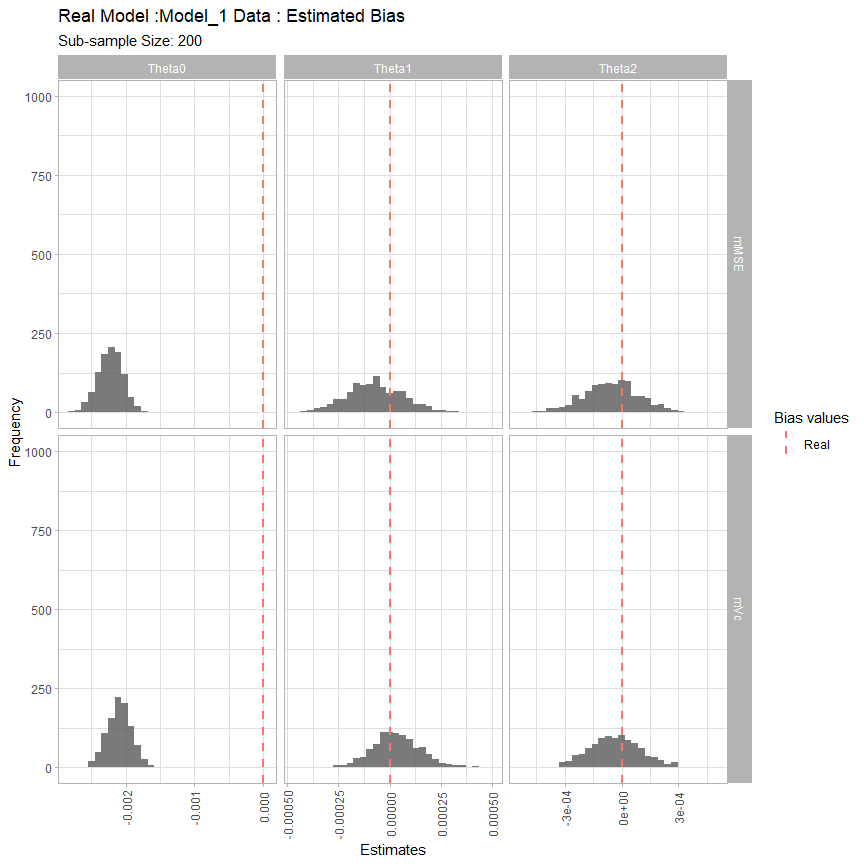 Real Model :Model_1 Data : Estimated Bias
Sub-sample Size: 200
Theta0 Theta1 Theta2
1000
750
500
250
0
mMSE
1000
750
500
250
0
mVc
Frequency
-0.002 -0.001 0.000 -0.00050 -0.00025 0.00000 0.00025 0.00050 -3e-04 0e+00 3e-04
Estimates
Bias values
Real